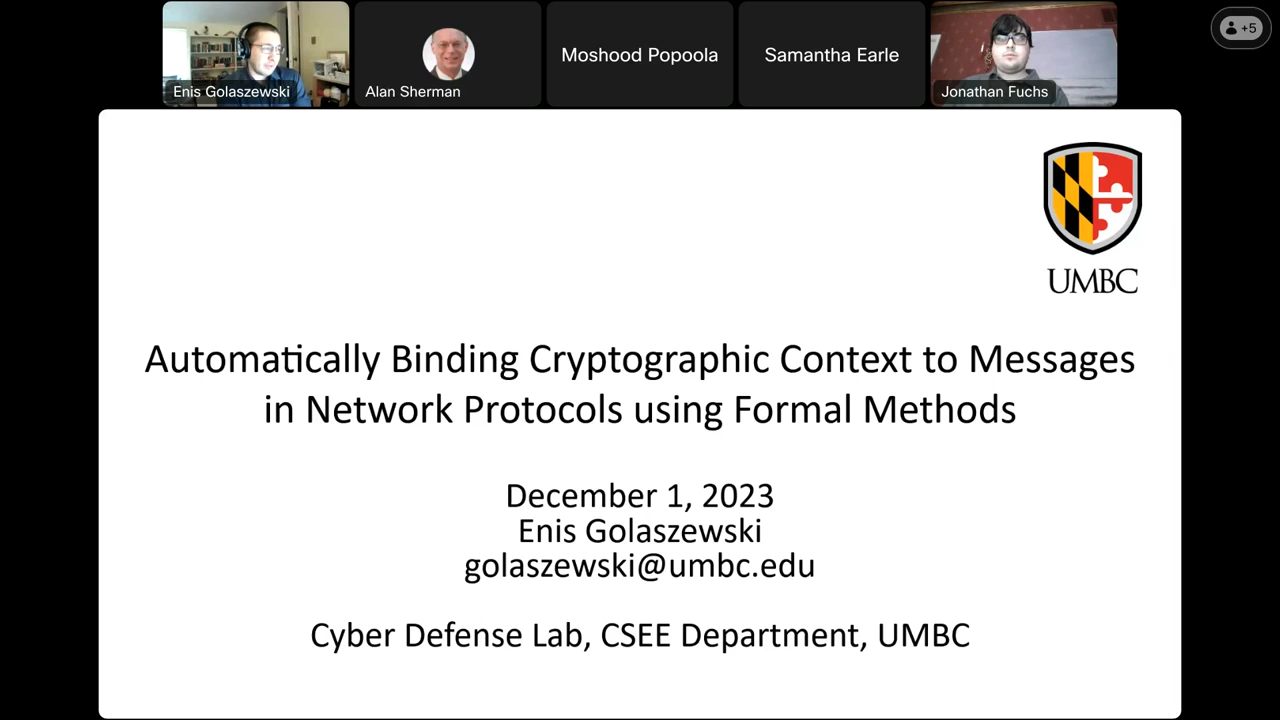 Enis Golaszewski
Alan Sherman
Moshood Popoola
Samantha Earle
Jonathan Fuchs
+5
UMBC
Automatically Binding Cryptographic Context to Messages
in Network Protocols using Formal Methods
December 1, 2023
Enis Golaszewski
golaszewski@umbc.edu
Cyber Defense Lab, CSEE Department, UMBC